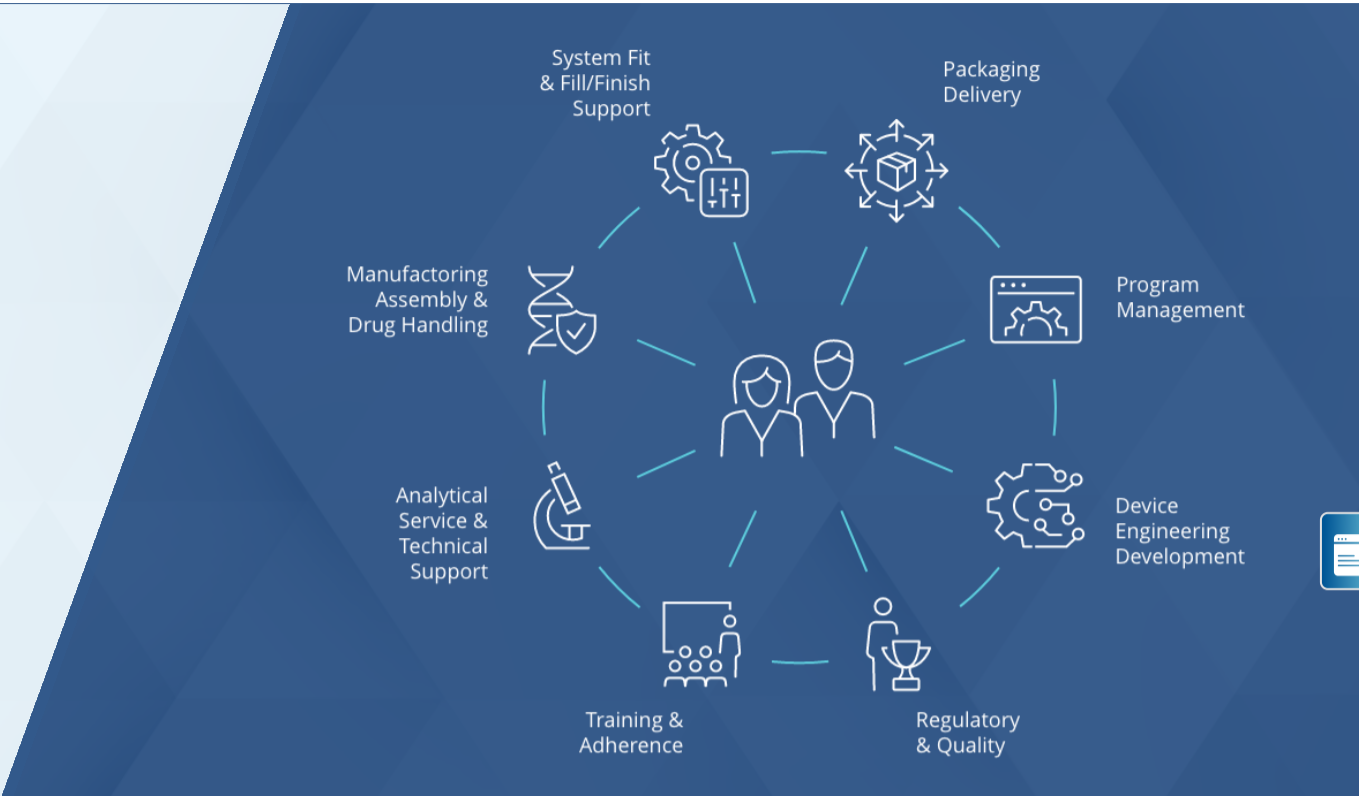 System Fit
& Fill/Finish
Support
Packaging
Delivery
Manufactoring
Assembly &
Drug Handling
Program
Management
Analytical
Service &
Technical
Support
Device
Engineering
Development
Training &
Adherence
Regulatory
& Quality